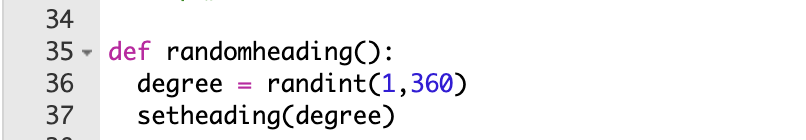 34
35 def randomheading():
36 degree = randint(1,360)
37 setheading(degree)